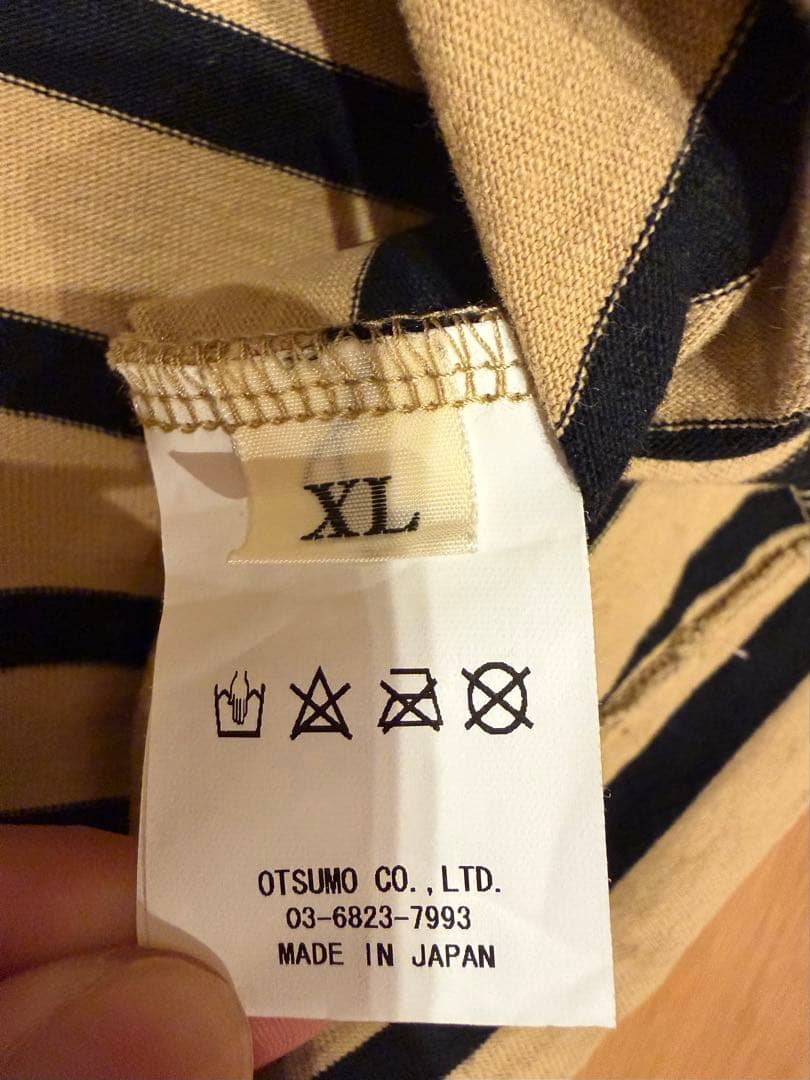 XL
OTSUMO CO.,LTD.
03-6823-7993
MADE IN JAPAN